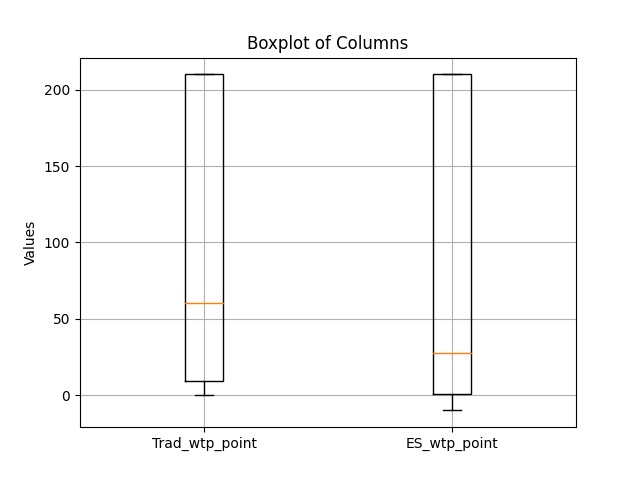 Boxplot of Columns
Values
200
150
100
50
0
Trad_wtp_point
ES_wtp_point